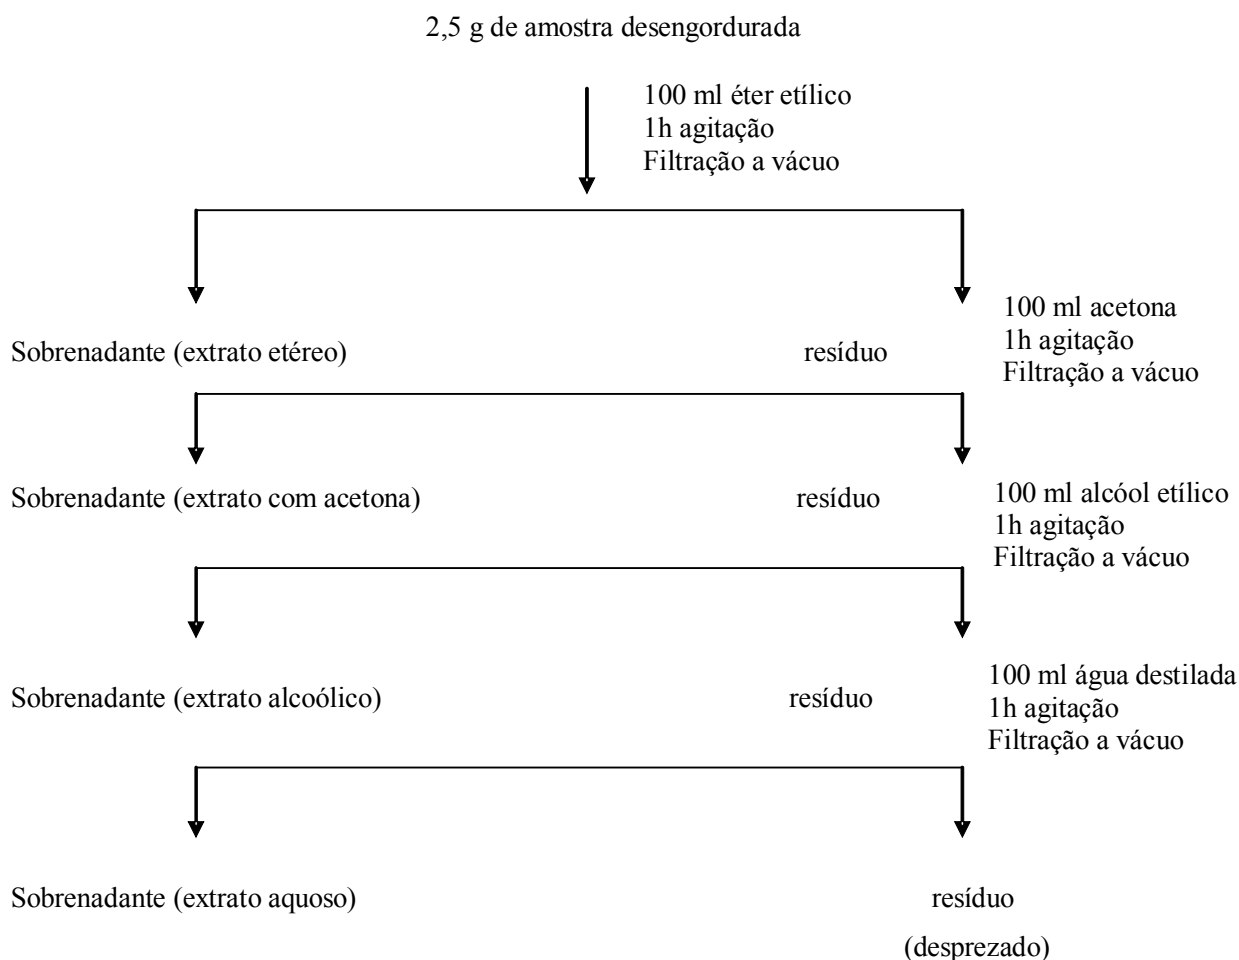 2,5 g de amostra desengordurada
100 ml éter etílico
1h agitação
Filtração a vácuo
100 ml acetona
1h agitação
Filtração a vácuo
Sobrenadante (extrato etéreo)
resíduo
Sobrenadante (extrato com acetona)
resíduo
100 ml alcóol etílico
1h agitação
Filtração a vácuo
Sobrenadante (extrato alcoólico)
resíduo
100 ml água destilada
1h agitação
Filtração a vácuo
Sobrenadante (extrato aquoso)
resíduo
(desprezado)